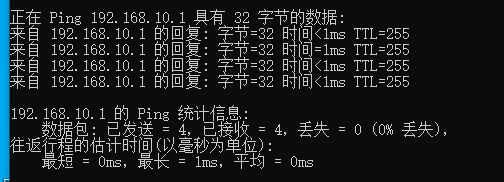 正在 Ping 192.168.10.1 具有 32 字节的数据:
来自 192.168.10.1 的回复: 字节=32 时间<1ms TTL=255
来自 192.168.10.1 的回复: 字节=32 时间=1ms TTL=255
来自 192.168.10.1 的回复: 字节=32 时间<1ms TTL=255
来自 192.168.10.1 的回复: 字节=32 时间<1ms TTL=255
192.168.10.1 的 Ping 统计信息:
数据包: 已发送 = 4, 已接收 = 4, 丢失 = 0 (0% 丢失),
往返行程的估计时间(以毫秒为单位):
最短 = 0ms, 最长 = 1ms, 平均 = 0ms